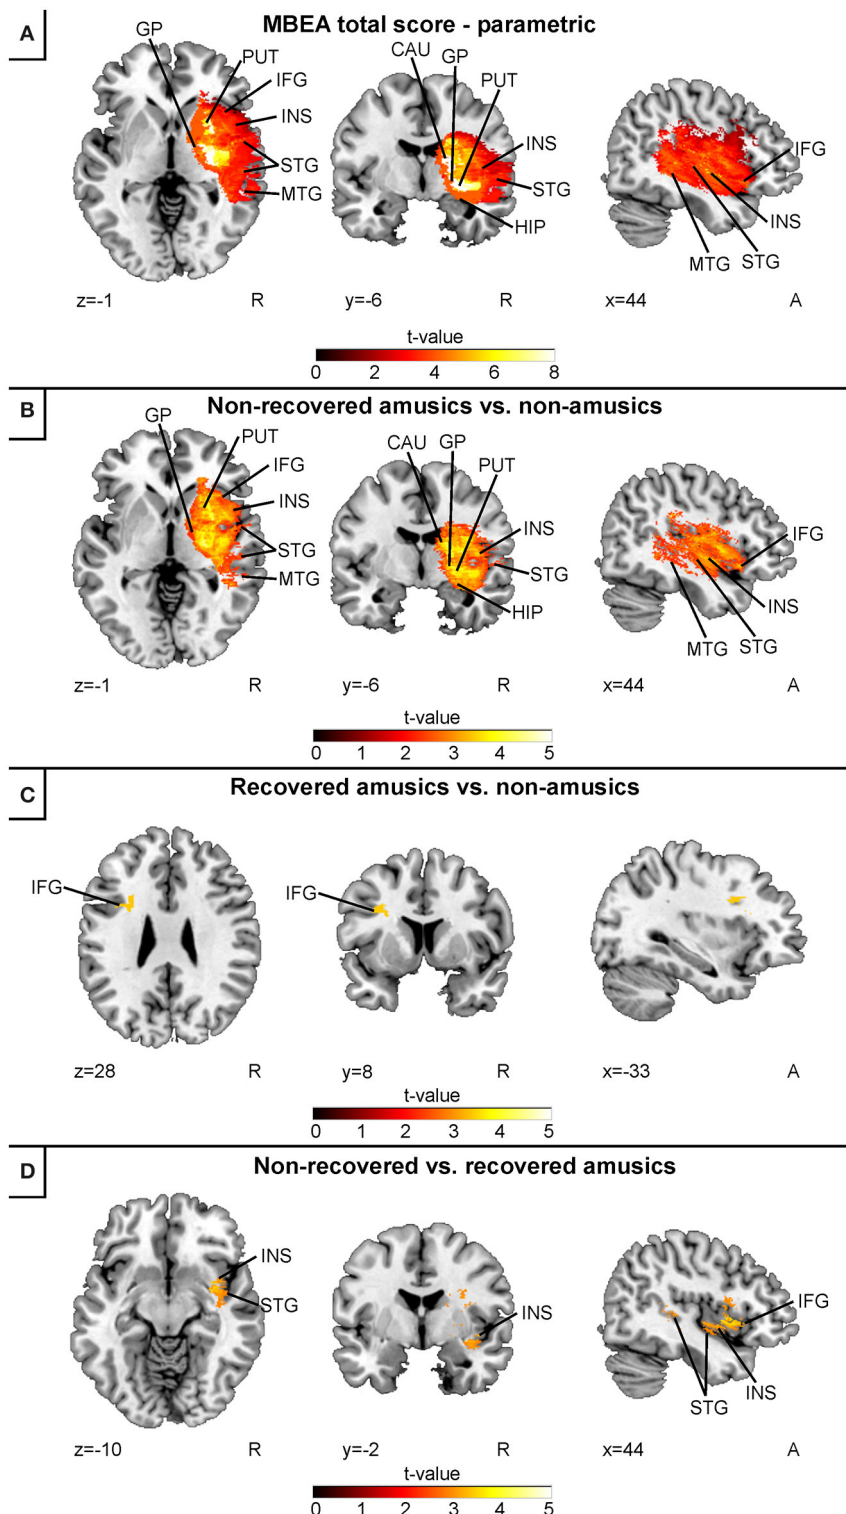 A
MBEA total score - parametric
GP
PUT
IFG
INS
STG
MTG
CAU
GP
PUT
INS
STG
HIP
IFG
INS
STG
MTG
z=-1 R y=-6 R x=44 A
t-value
0 2 4 6 8
B
Non-recovered amusics vs. non-amusics
GP
PUT
IFG
INS
STG
MTG
CAU
GP
PUT
INS
STG
HIP
IFG
INS
STG
MTG
z=-1 R y=-6 R x=44 A
t-value
0 1 2 3 4 5
C
Recovered amusics vs. non-amusics
IFG
IFG
z=28 R y=8 R x=-33 A
t-value
0 1 2 3 4 5
D
Non-recovered vs. recovered amusics
INS
STG
INS
IFG
INS
STG
z=-10 R y=-2 R x=44 A
t-value
0 1 2 3 4 5